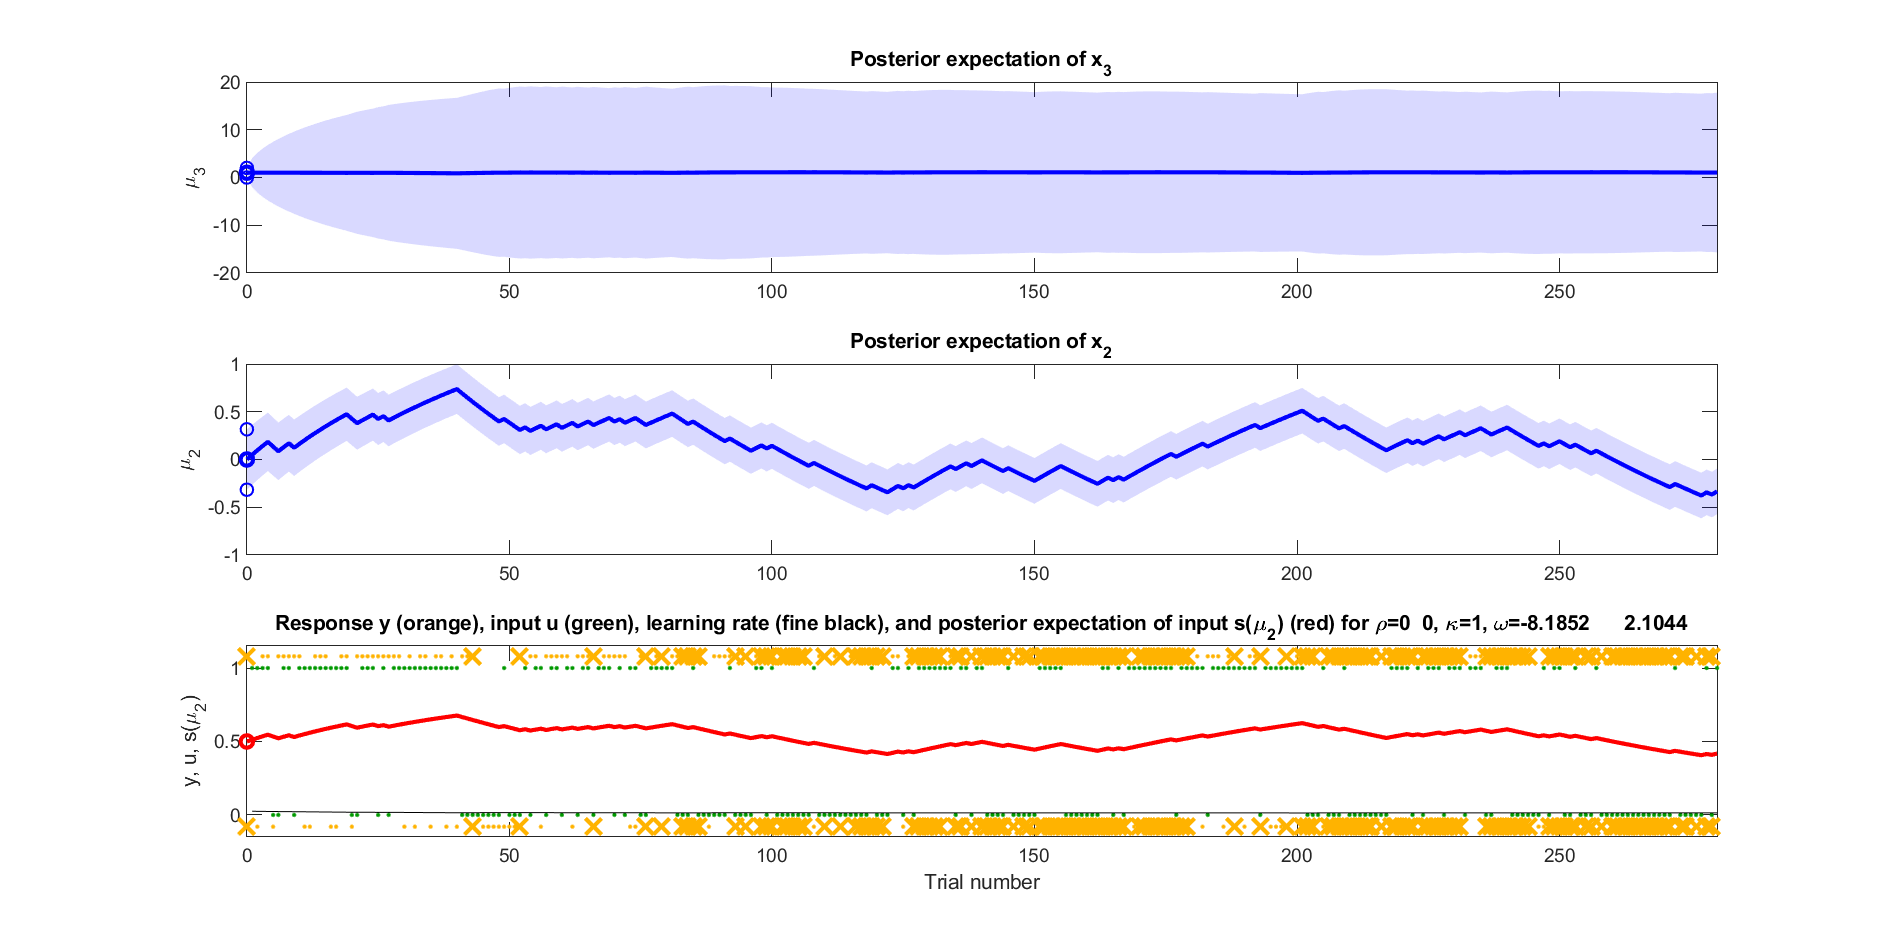 Posterior expectation of x3
20
10
0
-10
-20
μ3
0 50 100 150 200 250
Posterior expectation of x2
1
0.5
0
-0.5
-1
μ2
0 50 100 150 200 250
Response y (orange), input u (green), learning rate (fine black), and posterior expectation of input s(μ2) (red) for ρ=0 0, κ=1, ω=-8.1852 2.1044
1
0.5
0
y, u, s(μ2)
0 50 100 150 200 250
Trial number